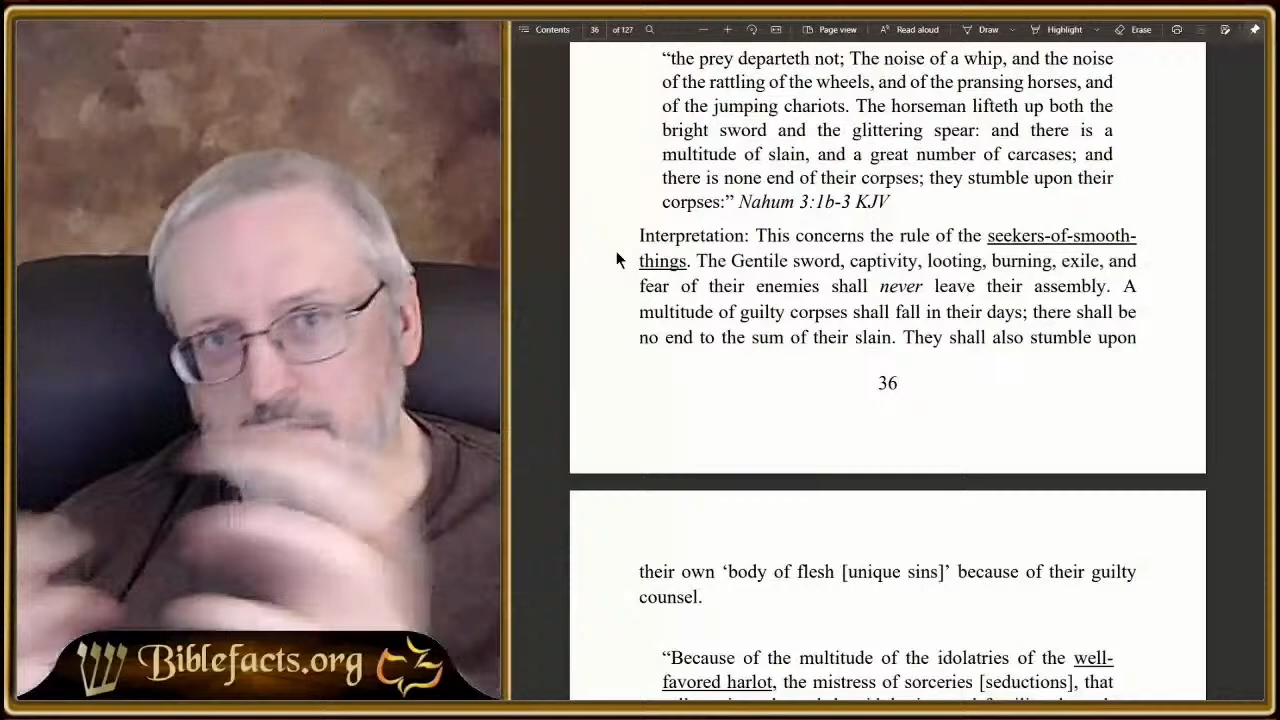 Contents 36 of 127 Page view Read aloud Draw Highlight Erase
“the prey departeth not; The noise of a whip, and the noise
of the rattling of the wheels, and of the pransing horses, and
of the jumping chariots. The horseman lifteth up both the
bright sword and the glittering spear: and there is a
multitude of slain, and a great number of carcases; and
there is none end of their corpses; they stumble upon their
corpses:” Nahum 3:1b-3 KJV
Interpretation: This concerns the rule of the seekers-of-smooth-
things. The Gentile sword, captivity, looting, burning, exile, and
fear of their enemies shall never leave their assembly. A
multitude of guilty corpses shall fall in their days; there shall be
no end to the sum of their slain. They shall also stumble upon
36
their own ‘body of flesh [unique sins]’ because of their guilty
counsel.
“Because of the multitude of the idolatries of the well-
favored harlot, the mistress of sorceries [seductions], that
Biblefacts.org